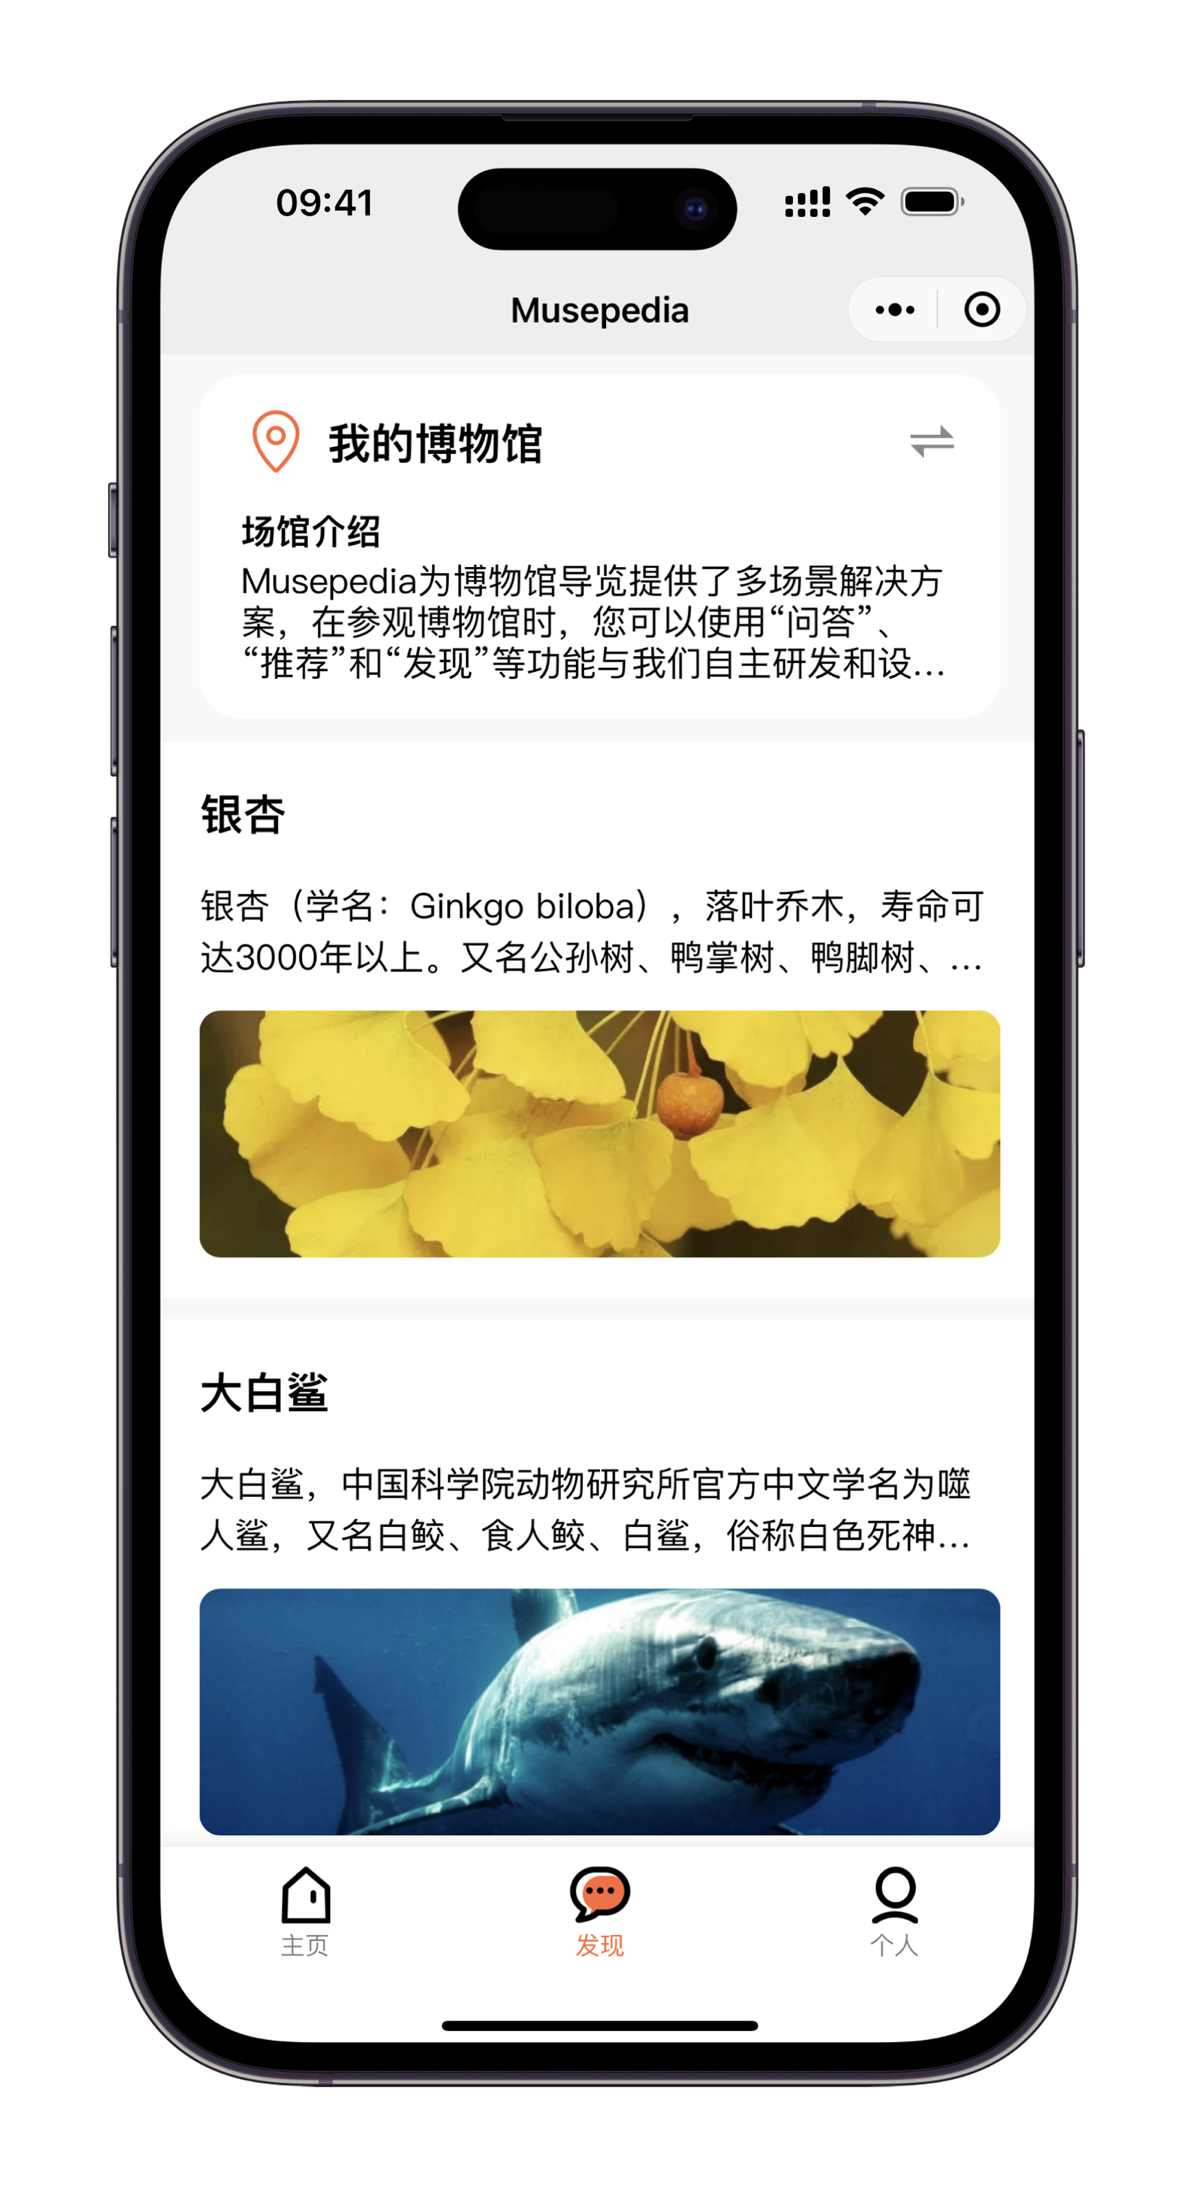 09:41
Musepedia
我的博物馆
场馆介绍
Musepedia为博物馆导览提供了多场景解决方
案，在参观博物馆时，您可以使用“问答”、
“推荐”和“发现”等功能与我们自主研发和设...
银杏
银杏（学名：Ginkgo biloba），落叶乔木，寿命可
达3000年以上。又名公孙树、鸭掌树、鸭脚树、...
大白鲨
大白鲨，中国科学院动物研究所官方中文学名为噬
人鲨，又名白鲛、食人鲛、白鲨，俗称白色死神...
主页
发现
个人